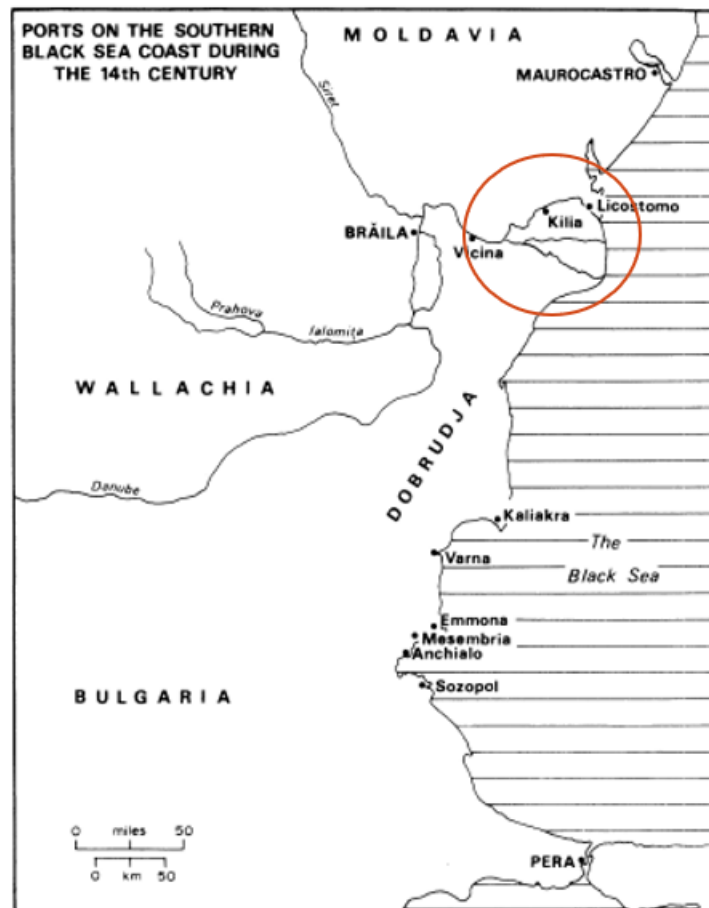 PORTS ON THE SOUTHERN
BLACK SEA COAST DURING
THE 14th CENTURY
MOLDAVIA
MAUROCASTRO
Siret
Licostomo
Kilia
BRĂILA
Vicina
Prahova
Ialomița
WALLACHIA
DOBRUDJA
Danube
Kaliakra
The
Black Sea
Varna
Emmona
Mesembria
Anchialo
Sozopol
BULGARIA
0 miles 50
0 km 50
PERA